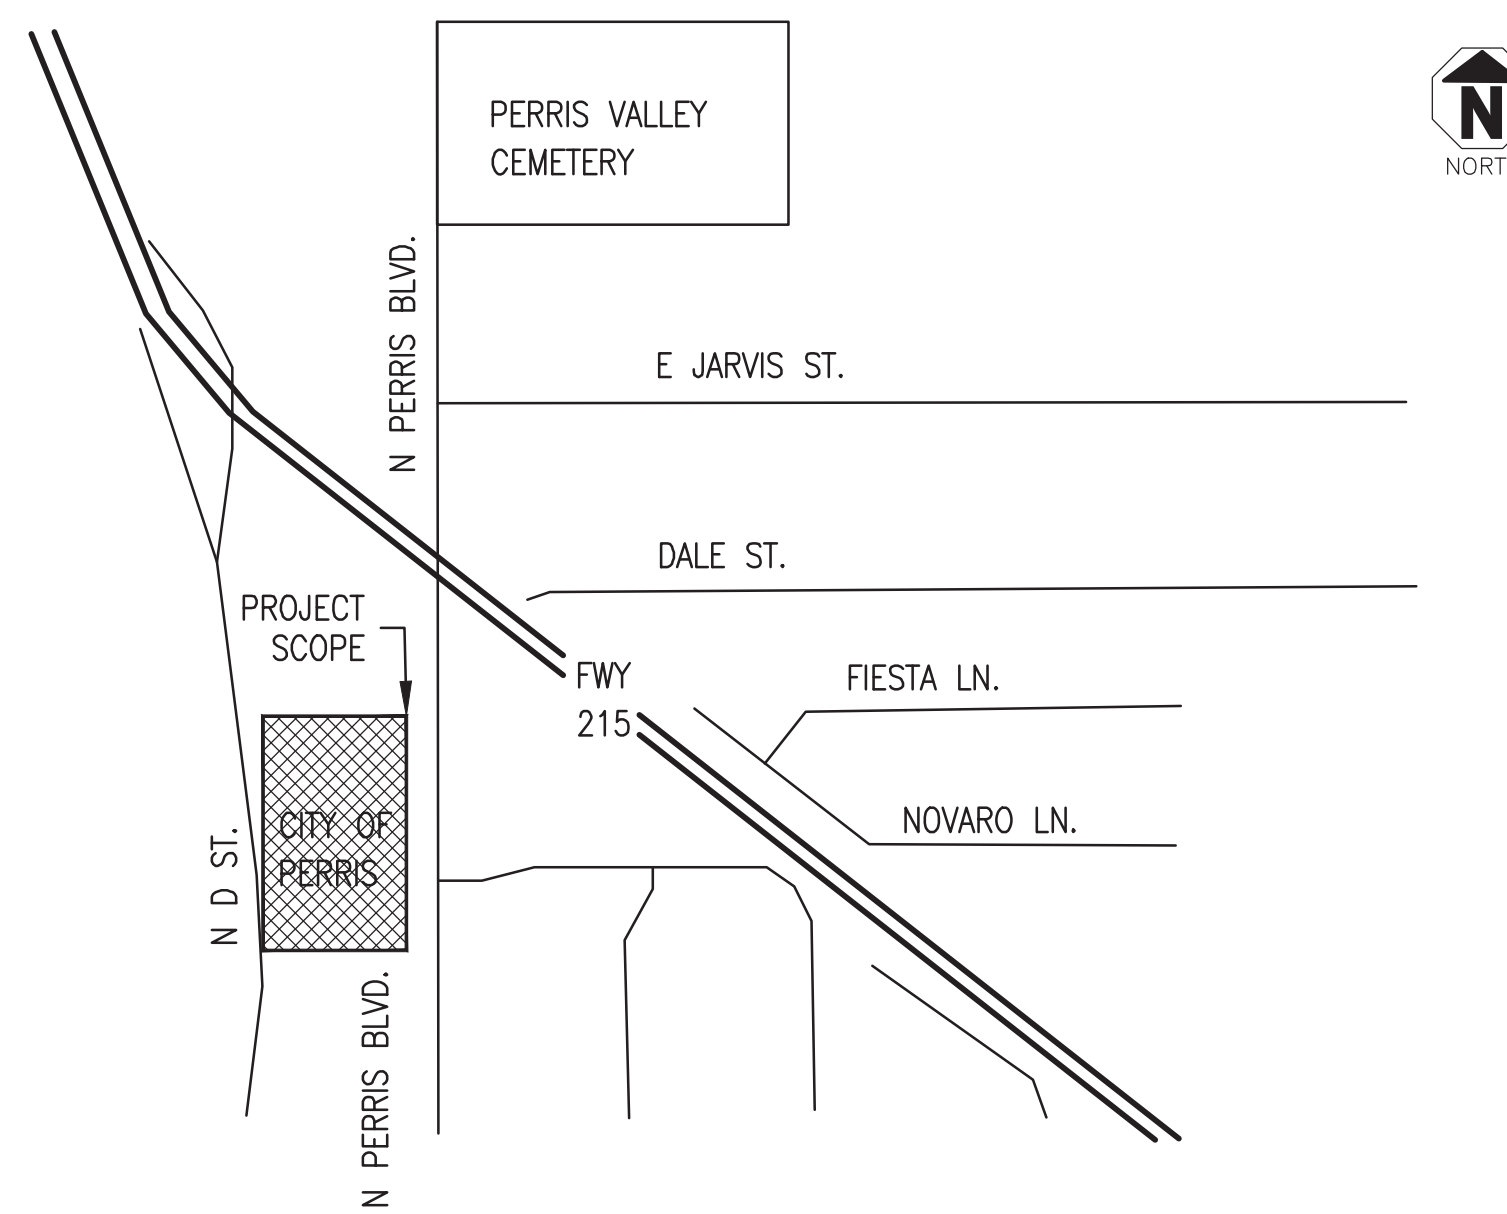 PERRIS VALLEY
CEMETERY
N
NORT
N PERRIS BLVD.
E JARVIS ST.
DALE ST.
PROJECT
SCOPE
FWY
215
FIESTA LN.
NOVARO LN.
CITY OF
PERRIS
N D ST.
N PERRIS BLVD.